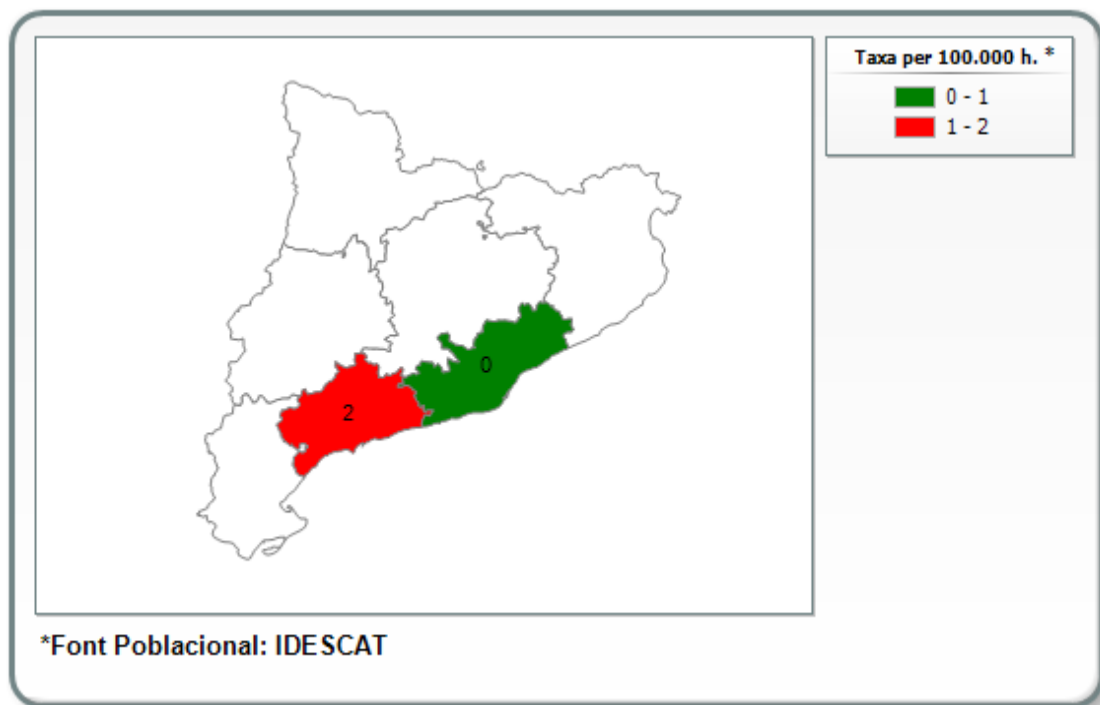 Taxa per 100.000 h. *
0 - 1
1 - 2
0
2
*Font Poblacional: IDESCAT